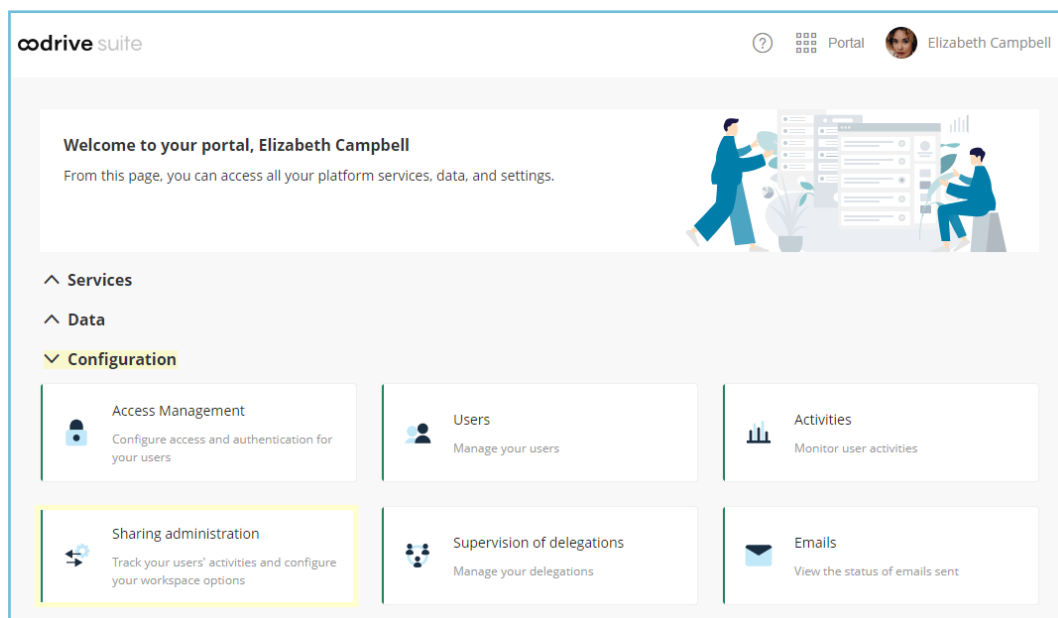 oodrive suite
? Portal Elizabeth Campbell
Welcome to your portal, Elizabeth Campbell
From this page, you can access all your platform services, data, and settings.
Services
Data
Configuration
Access Management
Configure access and authentication for
your users
Users
Manage your users
Activities
Monitor user activities
Sharing administration
Track your users' activities and configure
your workspace options
Supervision of delegations
Manage your delegations
Emails
View the status of emails sent